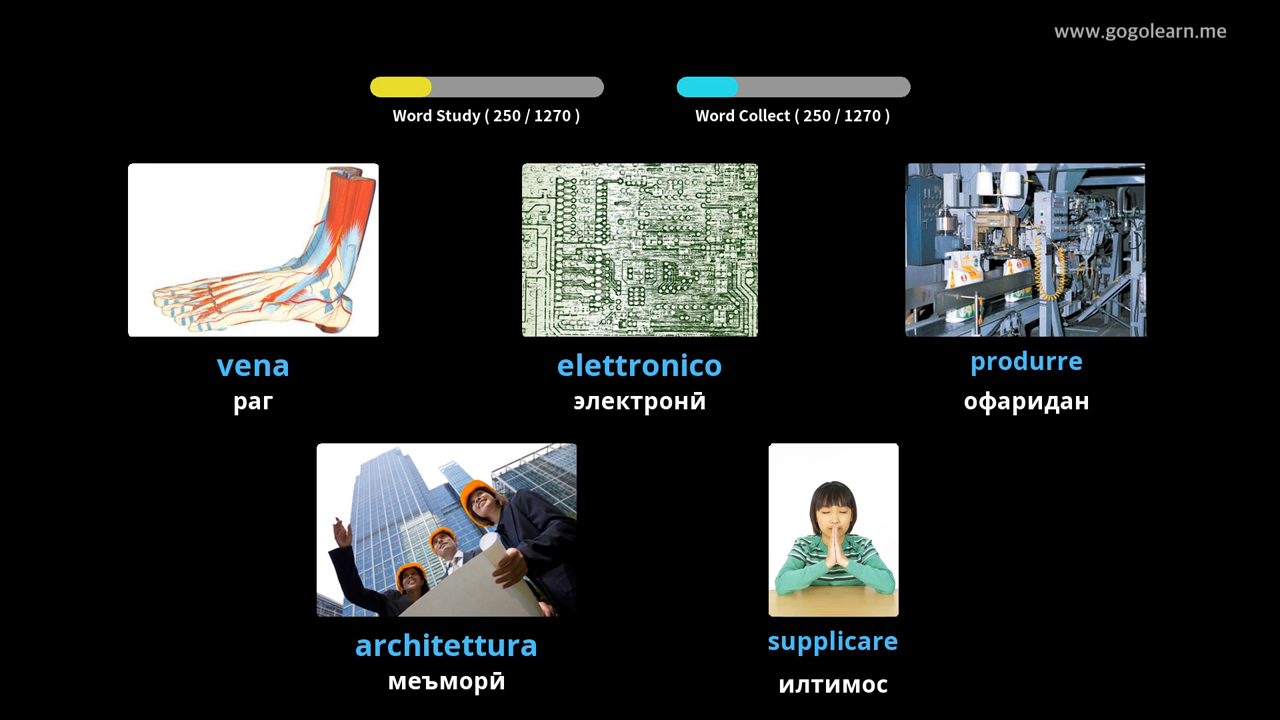 www.gogolearn.me
Word Study ( 250 / 1270 )
Word Collect ( 250 / 1270 )
vena
elettronico
produrre
раг
электронӣ
офаридан
architettura
supplicare
меъморӣ
илтимос